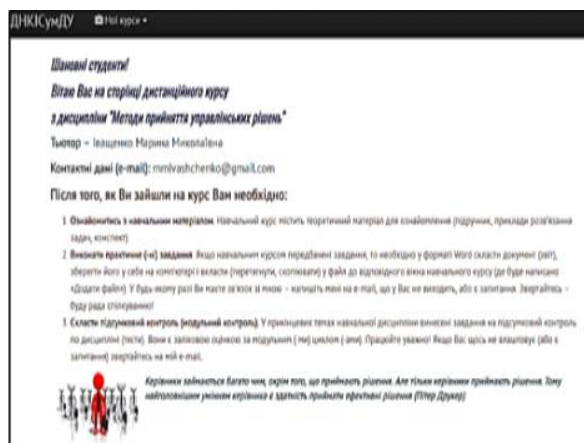 ДНКІСумДУ Мої курси
Шановні студенти!
Вітаю Вас на сторінці дистанційного курсу
з дисципліни "Методи прийняття управлінських рішень"
Тьютор – Іващенко Марина Миколаївна
Контактні дані (e-mail): mmivashchenko@gmail.com
Після того, як Ви зайшли на курс Вам необхідно:
1. Ознайомитись з навчальним матеріалом. Навчальний курс містить теоретичний матеріал для ознайомлення (підручник, приклади розв'язання
задач, конспект)
2. Виконати практичне (-ні) завдання. Якщо навчальним курсом передбачені завдання, то необхідно у форматі Word скласти документ (звіт),
зберегти його у себе на комп'ютері і вкласти (перетягнути, скопіювати) у файл до відповідного вікна навчального курсу (де буде написано
«Додати файл»). У будь-якому разі Ви маєте зв'язок зі мною – напишіть мені на e-mail, що у Вас не виходить, або є запитання. Звертайтесь –
буду рада спілкуванню!
3. Скласти підсумковий контроль (модульний контроль). У прикінцевих темах навчальної дисципліни винесені завдання на підсумковий контроль
по дисципліні (тести). Вони є заліковою оцінкою за модульним (-ми) циклом (-ами). Працюйте уважно! Якщо Вас щось не влаштовує (або є
запитання) звертайтесь на мій e-mail.
Керівники займаються багато чим, окрім того, що приймають рішення. Але тільки керівники приймають рішення. Тому
найголовнішим умінням керівника є здатність приймати ефективні рішення (Пітер Друкер)